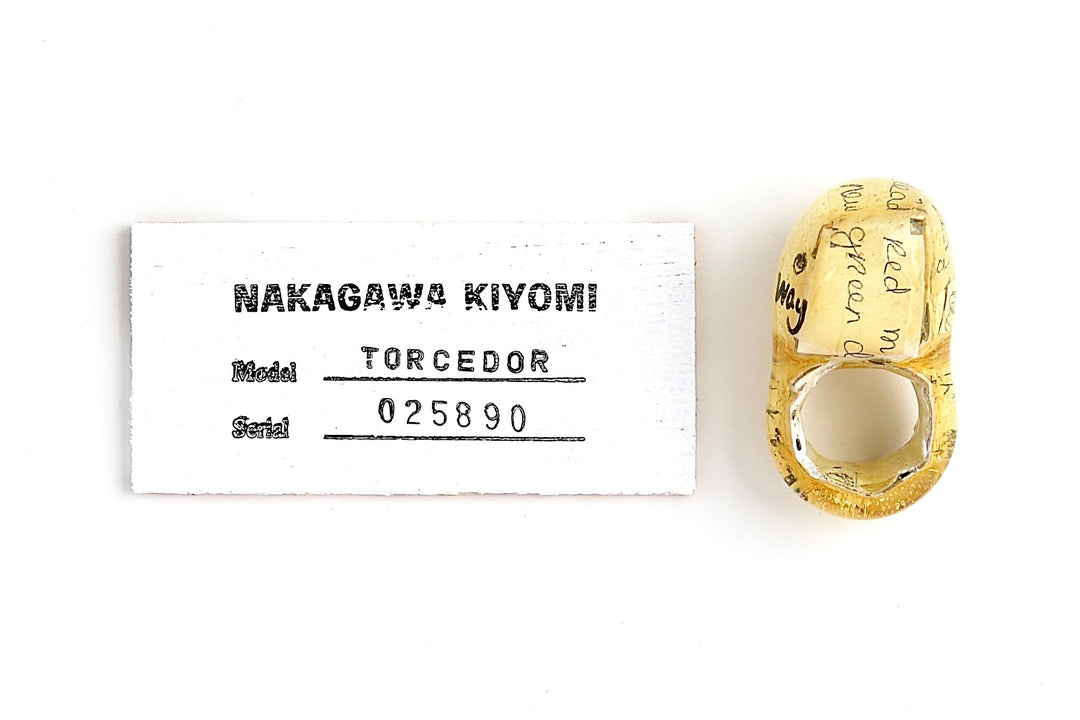 NAKAGAWA KIYOMI
Model TORCEDOR
Serial 025890
way
green
red